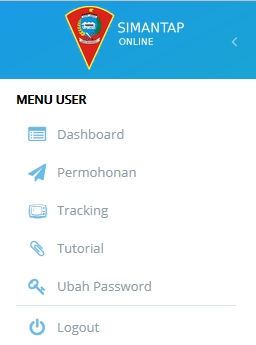 SIMANTAP
ONLINE
MENU USER
Dashboard
Permohonan
Tracking
Tutorial
Ubah Password
Logout